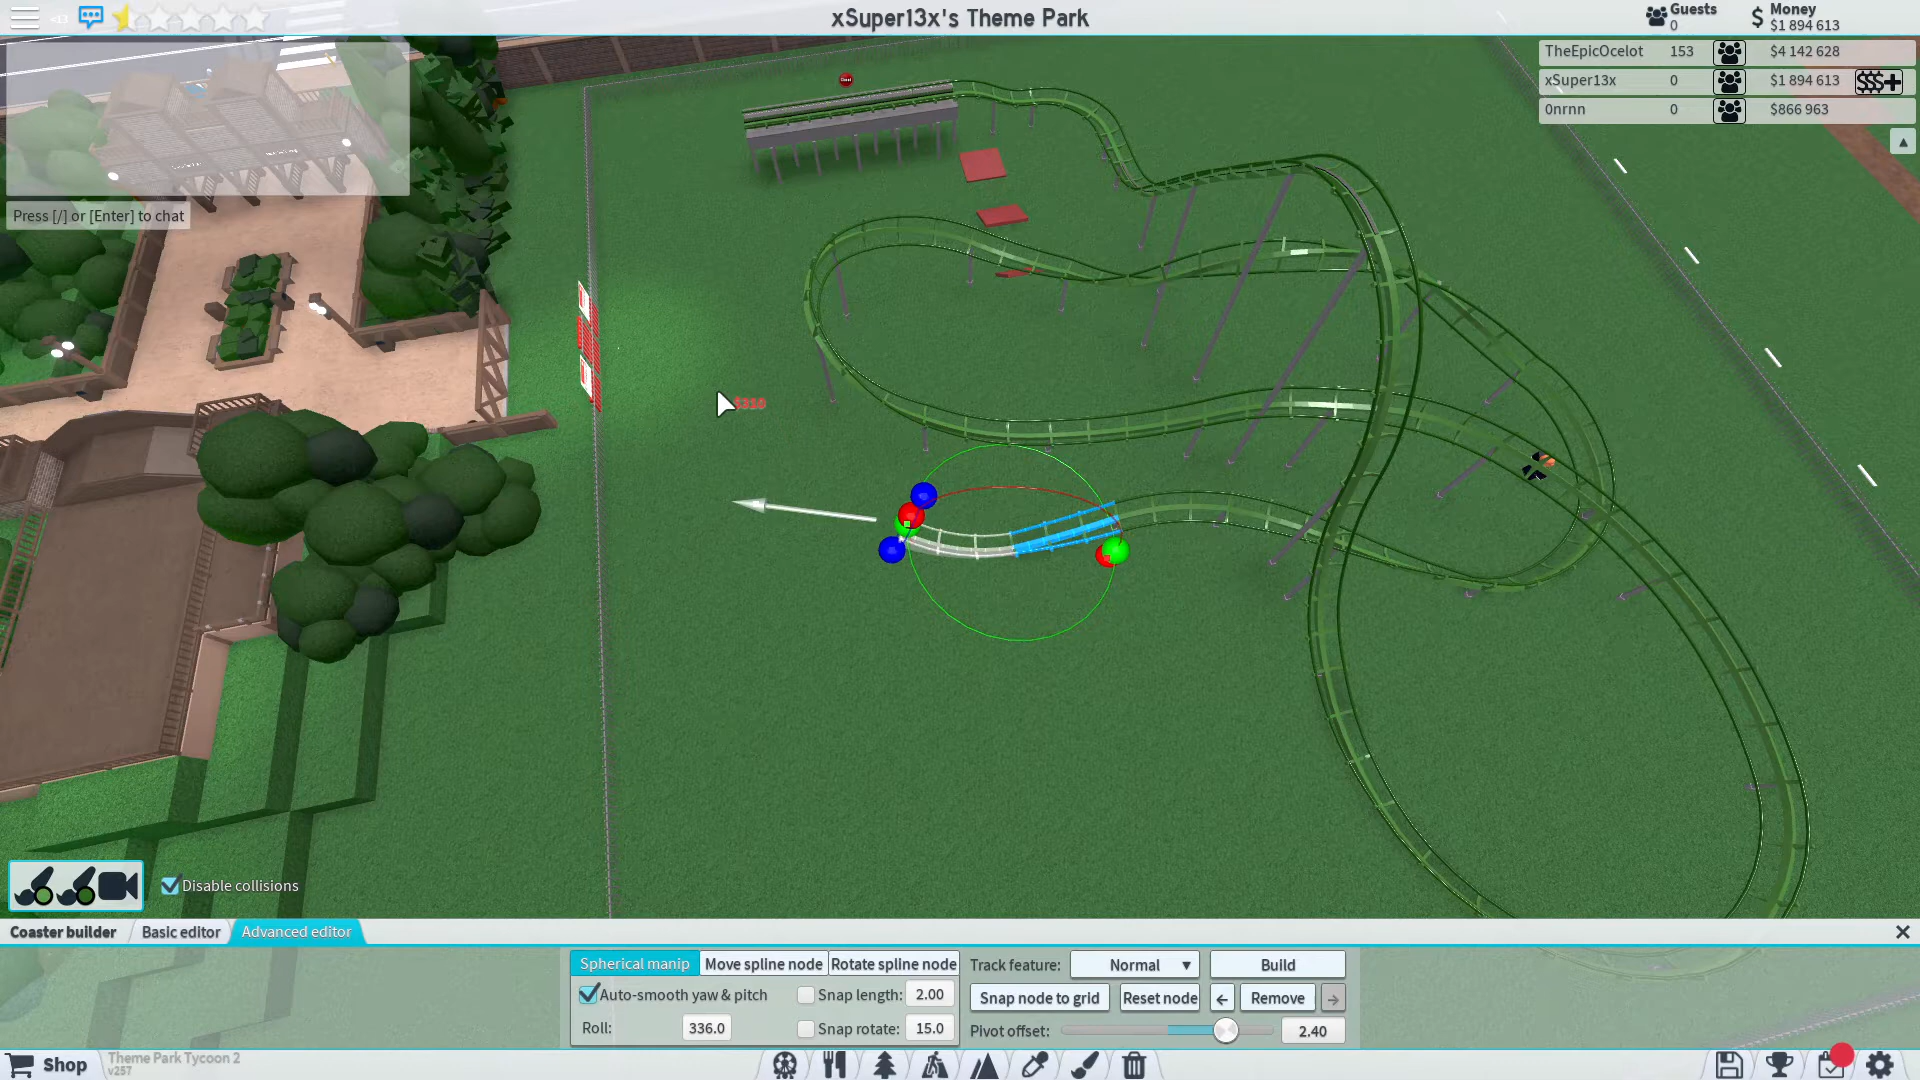 <13
xSuper13x's Theme Park
Guests
0
Money
$1 894 613
TheEpicOcelot 153 $4 142 628
xSuper13x 0 $1 894 613 $$$+
0nrnn 0 $866 963
Press [/] or [Enter] to chat
$310
Disable collisions
Coaster builder Basic editor Advanced editor
Spherical manip Move spline node Rotate spline node
Auto-smooth yaw & pitch Snap length: 2.00
Roll: 336.0 Snap rotate: 15.0
Track feature: Normal Build
Snap node to grid Reset node Remove
Pivot offset: 2.40
Shop
Theme Park Tycoon 2
v257